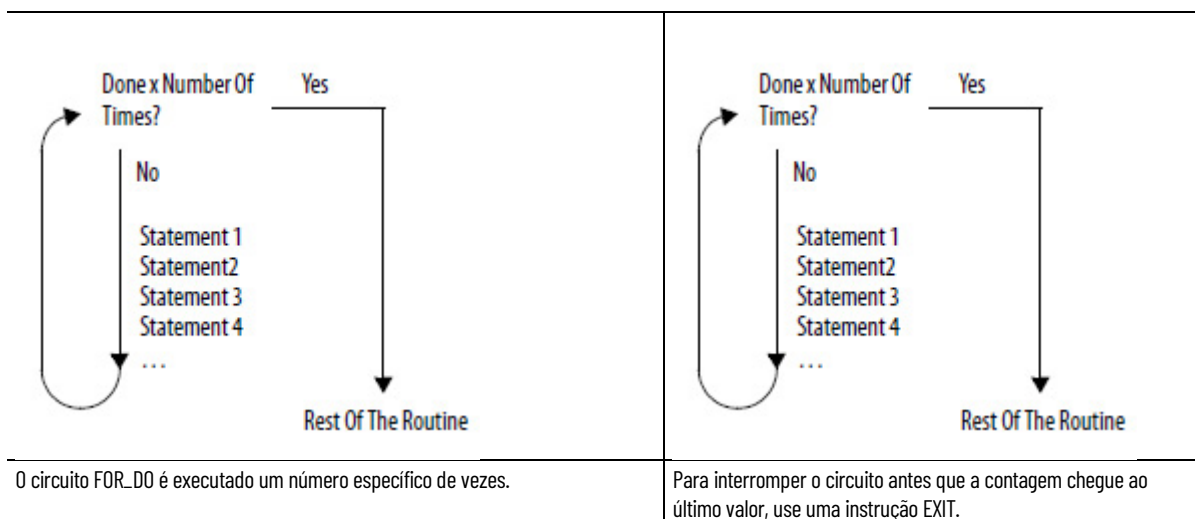 Done x Number Of
Times?
Yes
No
Statement 1
Statement2
Statement 3
Statement 4
...
Rest Of The Routine
O circuito FOR_DO é executado um número específico de vezes.
Done x Number Of
Times?
Yes
No
Statement 1
Statement2
Statement 3
Statement 4
...
Rest Of The Routine
Para interromper o circuito antes que a contagem chegue ao
último valor, use uma instrução EXIT.